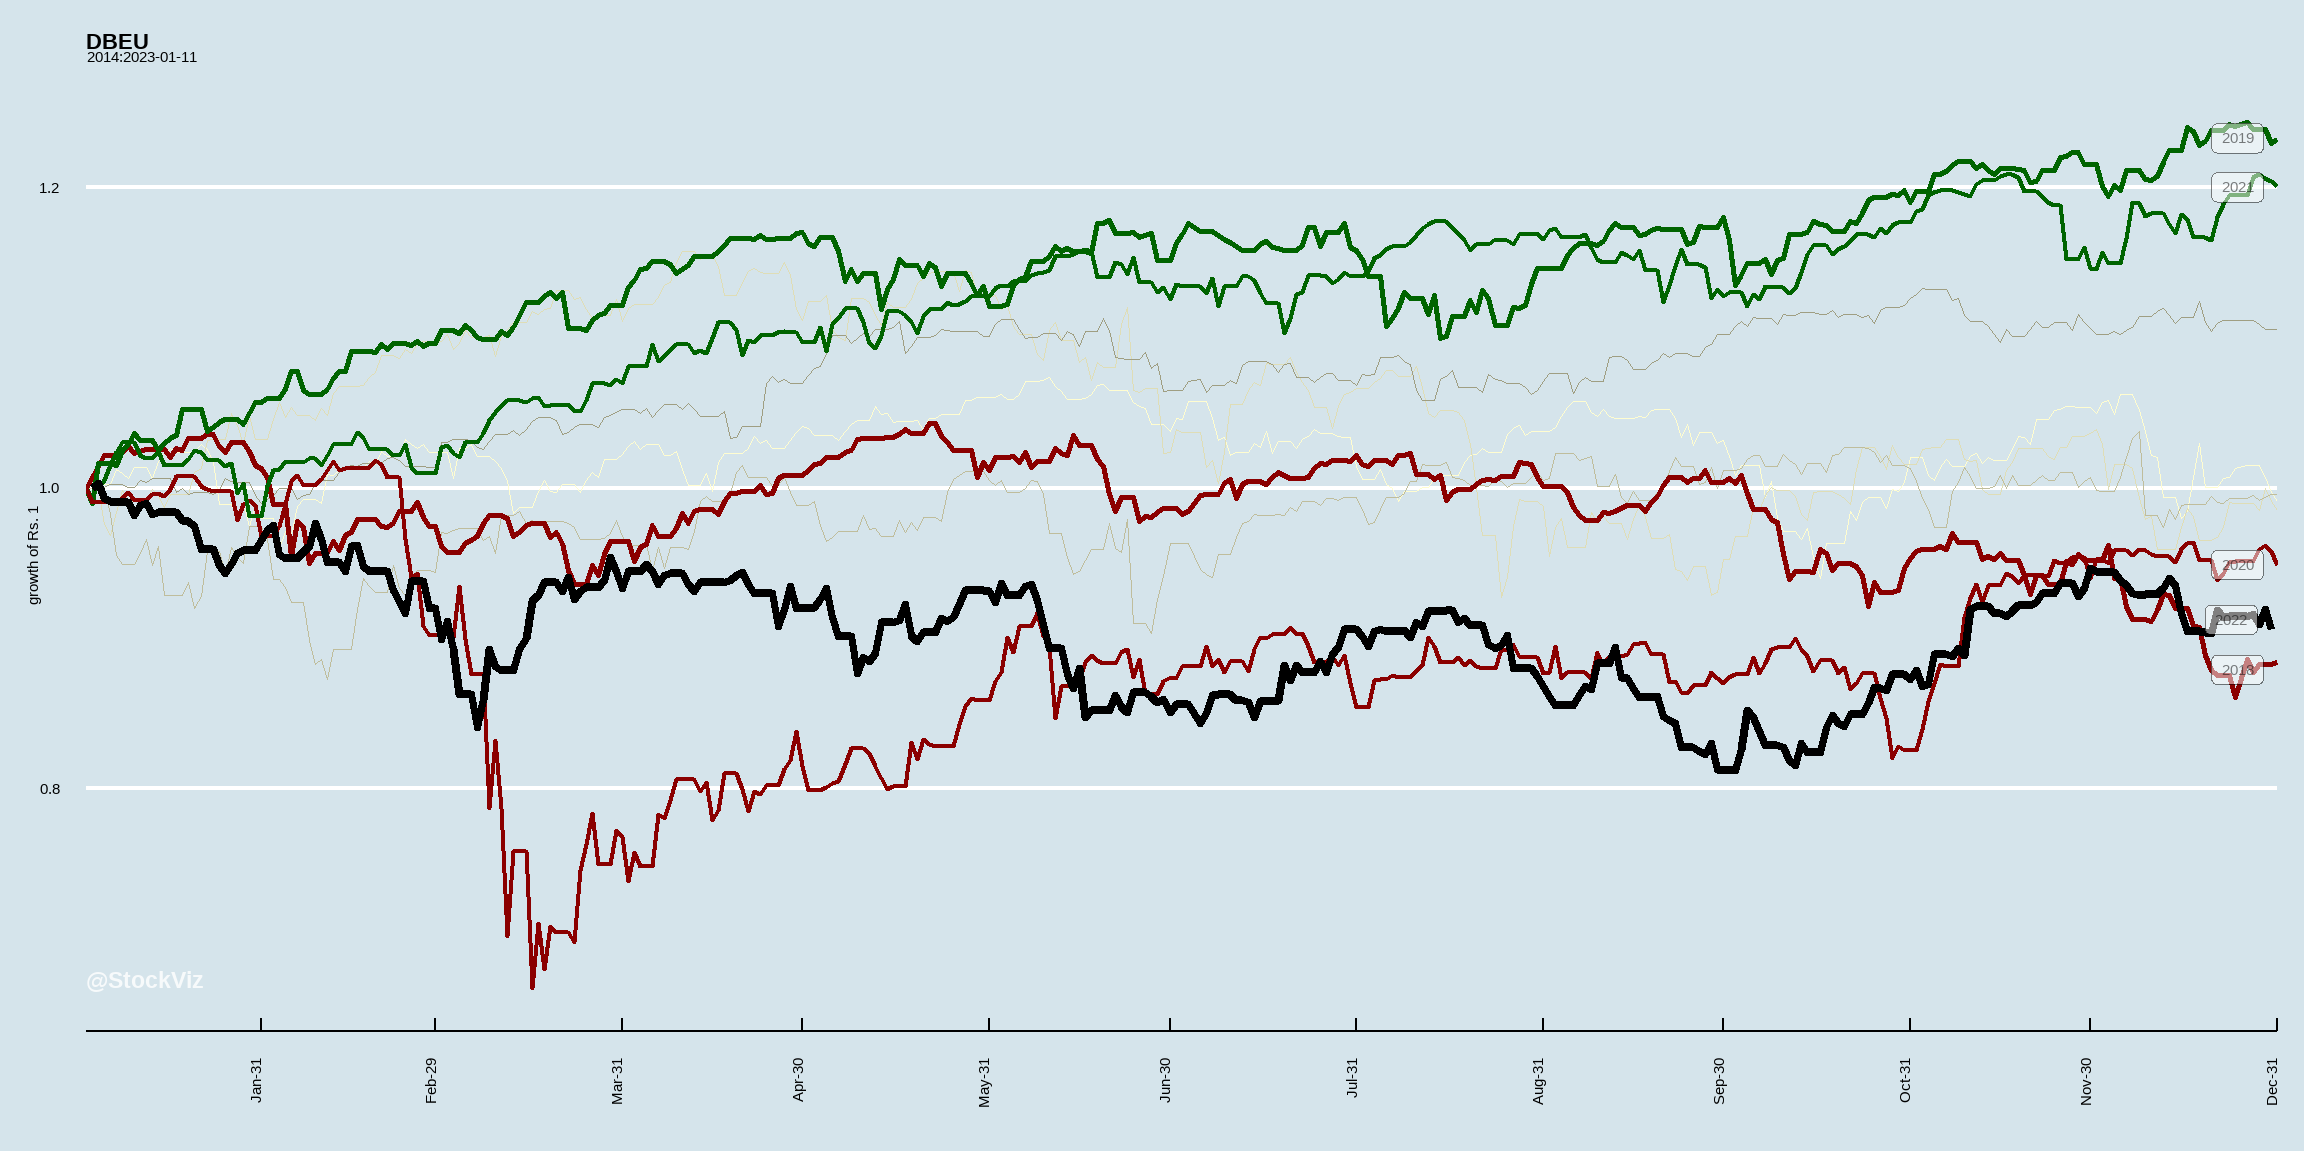 DBEU
2014:2023-01-11
1.2
1.0
0.8
growth of Rs. 1
2019
2021
2020
2022
2018
@StockViz
Jan-31
Feb-29
Mar-31
Apr-30
May-31
Jun-30
Jul-31
Aug-31
Sep-30
Oct-31
Nov-30
Dec-31